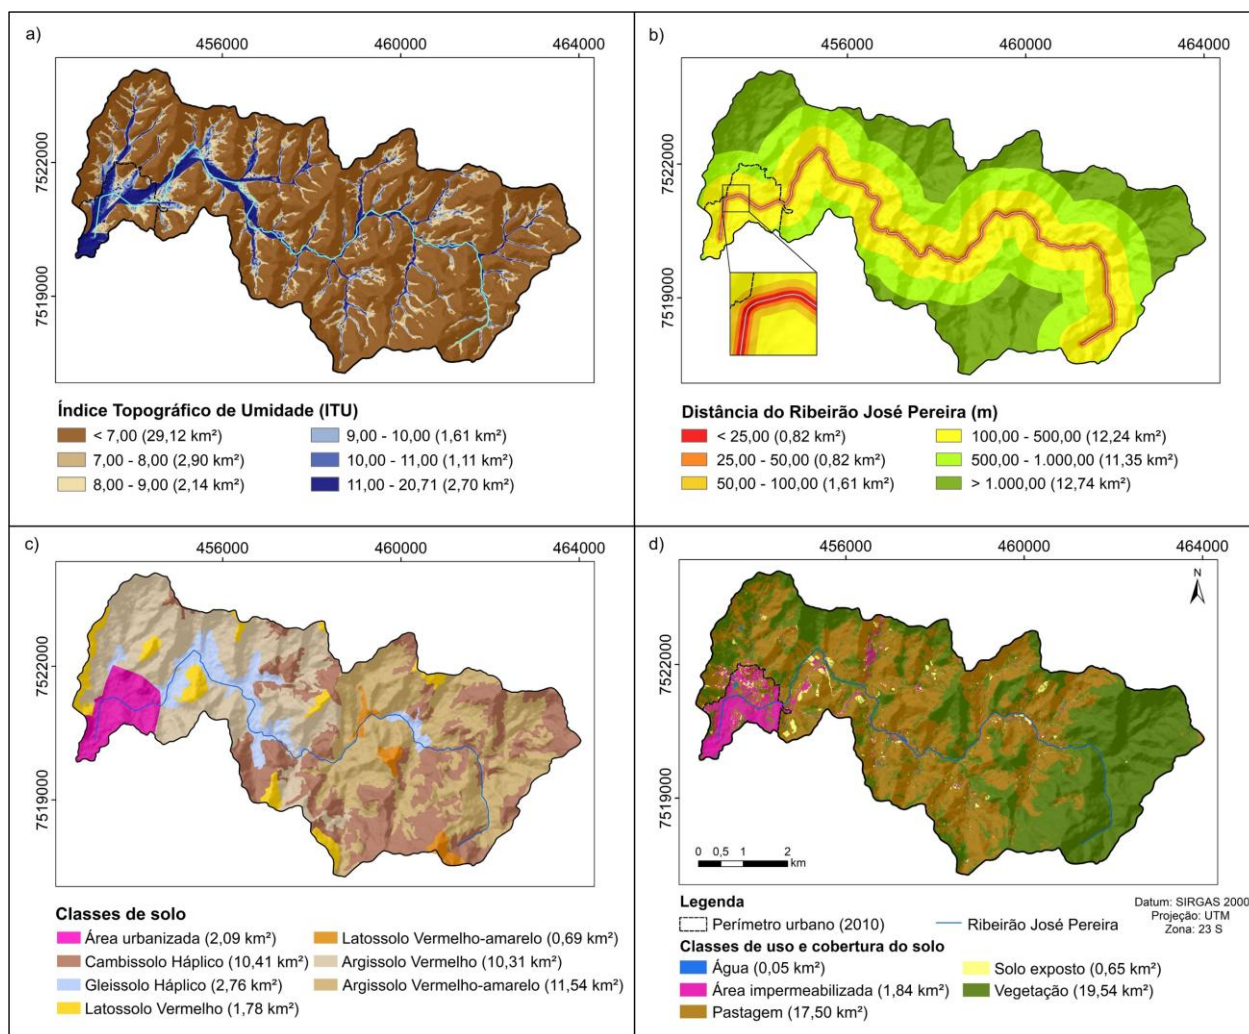 a)
456000 460000 464000
7522000
7519000
Índice Topográfico de Umidade (ITU)
< 7,00 (29,12 km²)
7,00 - 8,00 (2,90 km²)
8,00 - 9,00 (2,14 km²)
9,00 - 10,00 (1,61 km²)
10,00 - 11,00 (1,11 km²)
11,00 - 20,71 (2,70 km²)
b)
456000 460000 464000
7522000
7519000
Distância do Ribeirão José Pereira (m)
< 25,00 (0,82 km²)
25,00 - 50,00 (0,82 km²)
50,00 - 100,00 (1,61 km²)
100,00 - 500,00 (12,24 km²)
500,00 - 1.000,00 (11,35 km²)
> 1.000,00 (12,74 km²)
c)
456000 460000 464000
7522000
7519000
Classes de solo
Área urbanizada (2,09 km²)
Cambissolo Háplico (10,41 km²)
Gleissolo Háplico (2,76 km²)
Latossolo Vermelho (1,78 km²)
Latossolo Vermelho-amarelo (0,69 km²)
Argissolo Vermelho (10,31 km²)
Argissolo Vermelho-amarelo (11,54 km²)
d)
456000 460000 464000
N
7522000
7519000
0 0,5 1 2
km
Legenda
Perímetro urbano (2010)
Ribeirão José Pereira
Datum: SIRGAS 2000
Projeção: UTM
Zona: 23 S
Classes de uso e cobertura do solo
Água (0,05 km²)
Área impermeabilizada (1,84 km²)
Pastagem (17,50 km²)
Solo exposto (0,65 km²)
Vegetação (19,54 km²)